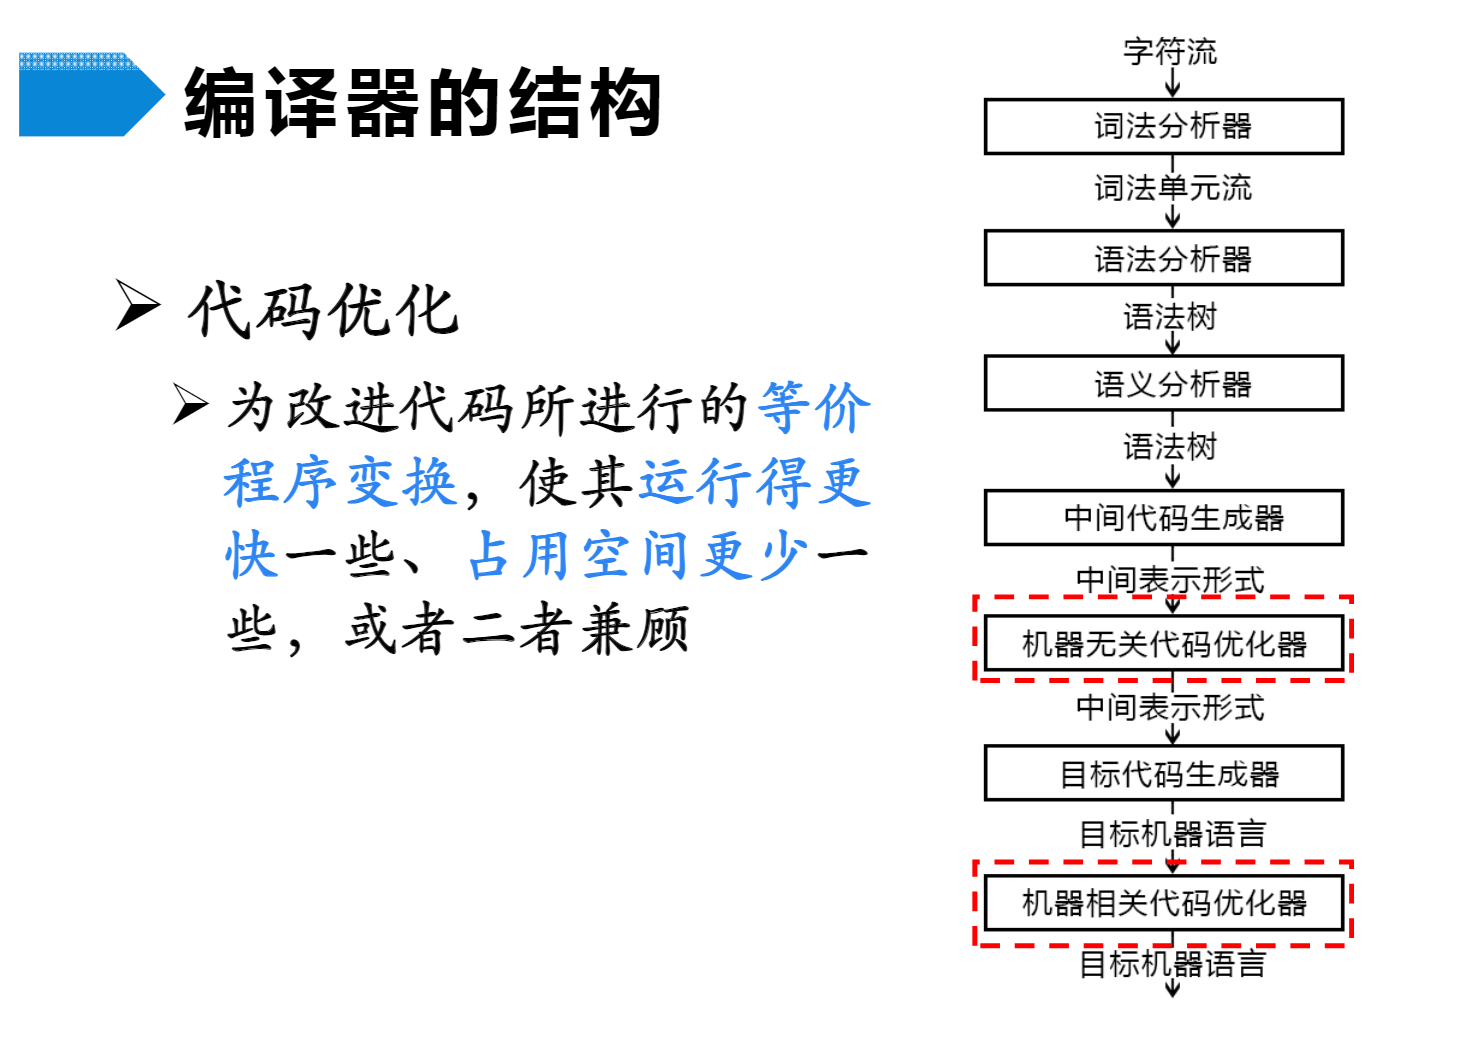 编译器的结构
代码优化
为改进代码所进行的等价
程序变换，使其运行得更
快一些、占用空间更少一
些，或者二者兼顾
字符流
词法分析器
词法单元流
语法分析器
语法树
语义分析器
语法树
中间代码生成器
中间表示形式
机器无关代码优化器
中间表示形式
目标代码生成器
目标机器语言
机器相关代码优化器
目标机器语言